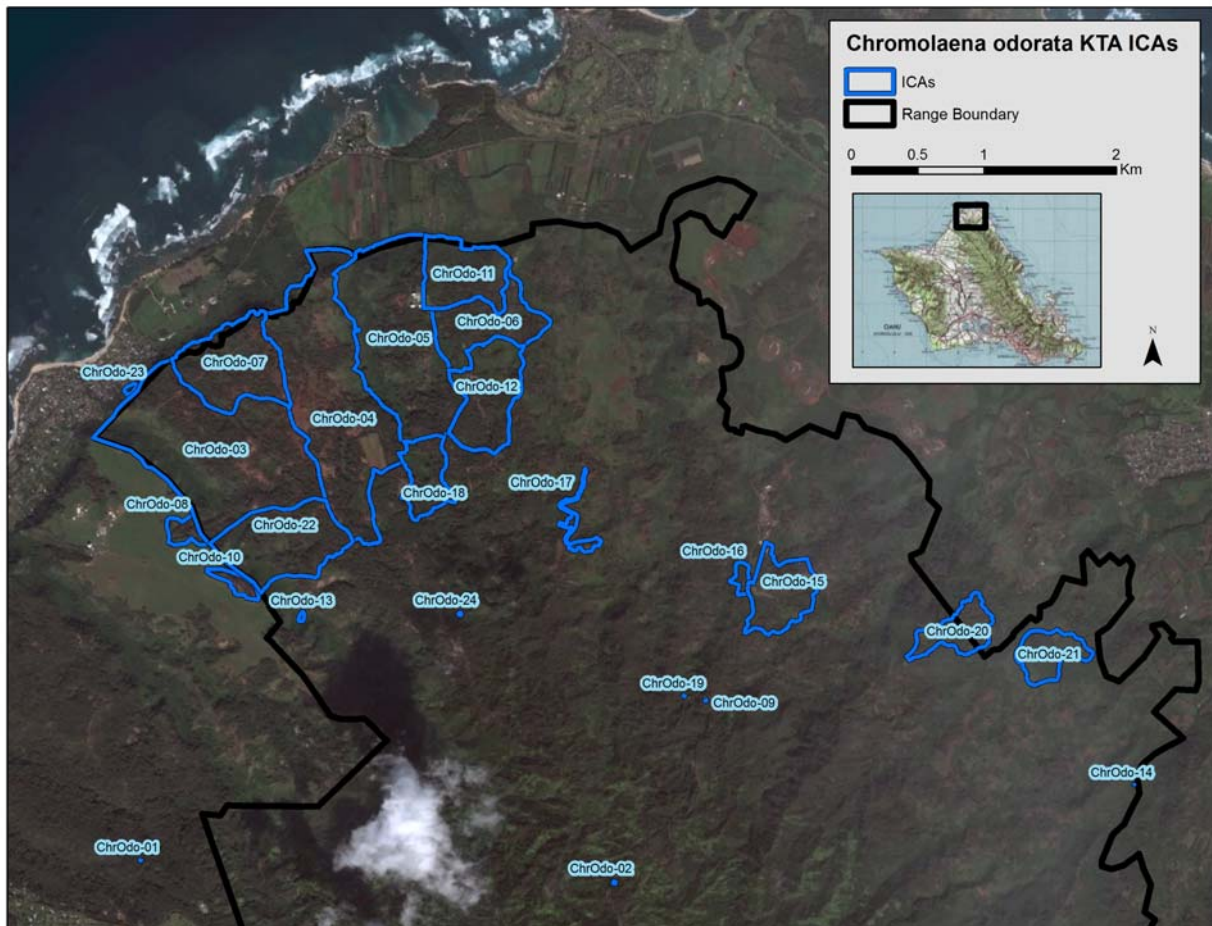 Chromolaena odorata KTA ICAs
ICAs
Range Boundary
0 0.5 1 2
Km
N
ChrOdo-11
ChrOdo-06
ChrOdo-05
ChrOdo-07
ChrOdo-23
ChrOdo-12
ChrOdo-04
ChrOdo-03
ChrOdo-17
ChrOdo-18
ChrOdo-08
ChrOdo-22
ChrOdo-10
ChrOdo-16
ChrOdo-15
ChrOdo-13
ChrOdo-24
ChrOdo-20
ChrOdo-21
ChrOdo-19
ChrOdo-09
ChrOdo-14
ChrOdo-01
ChrOdo-02